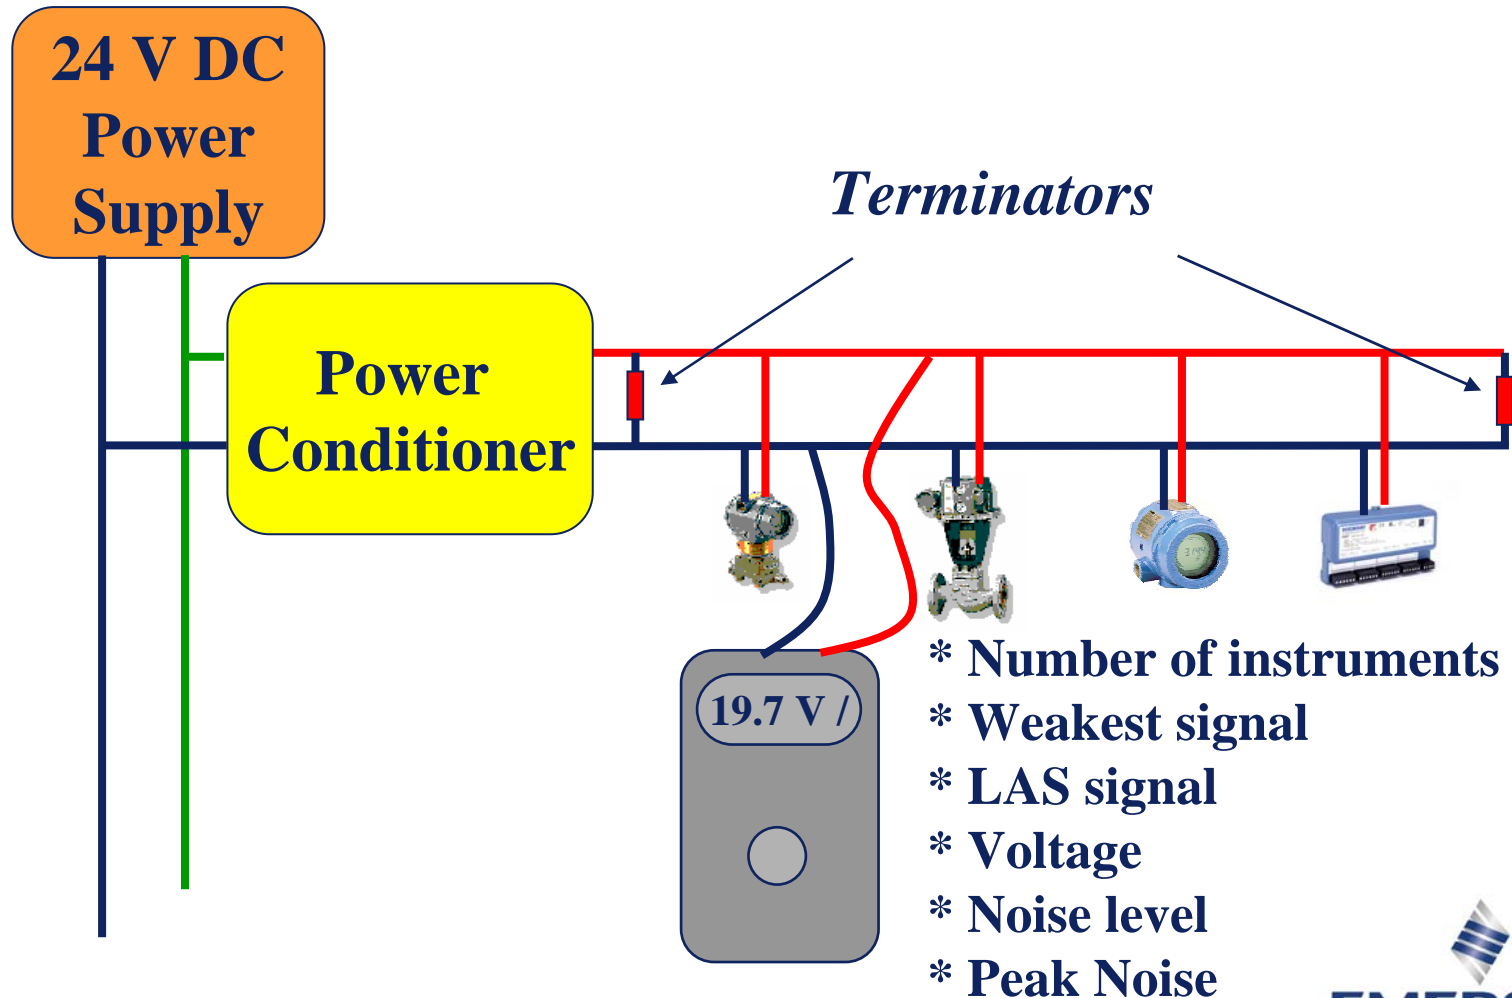 24 V DC
Power
Supply
Terminators
Power
Conditioner
19.7 V /
* Number of instruments
* Weakest signal
* LAS signal
* Voltage
* Noise level
* Peak Noise